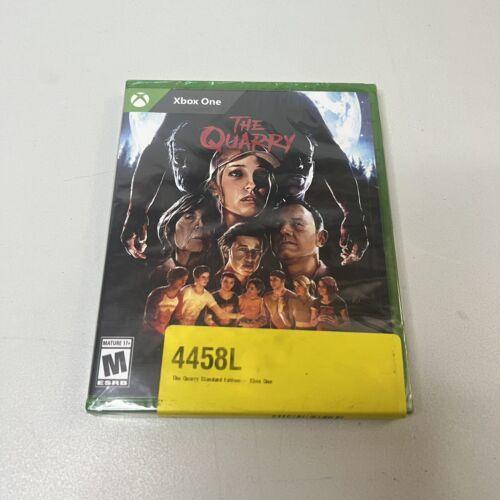 Xbox One
THE
QUARRY
MATURE 17+
M
ESRB
4458L
The Quarry Standard Edition - Xbox One